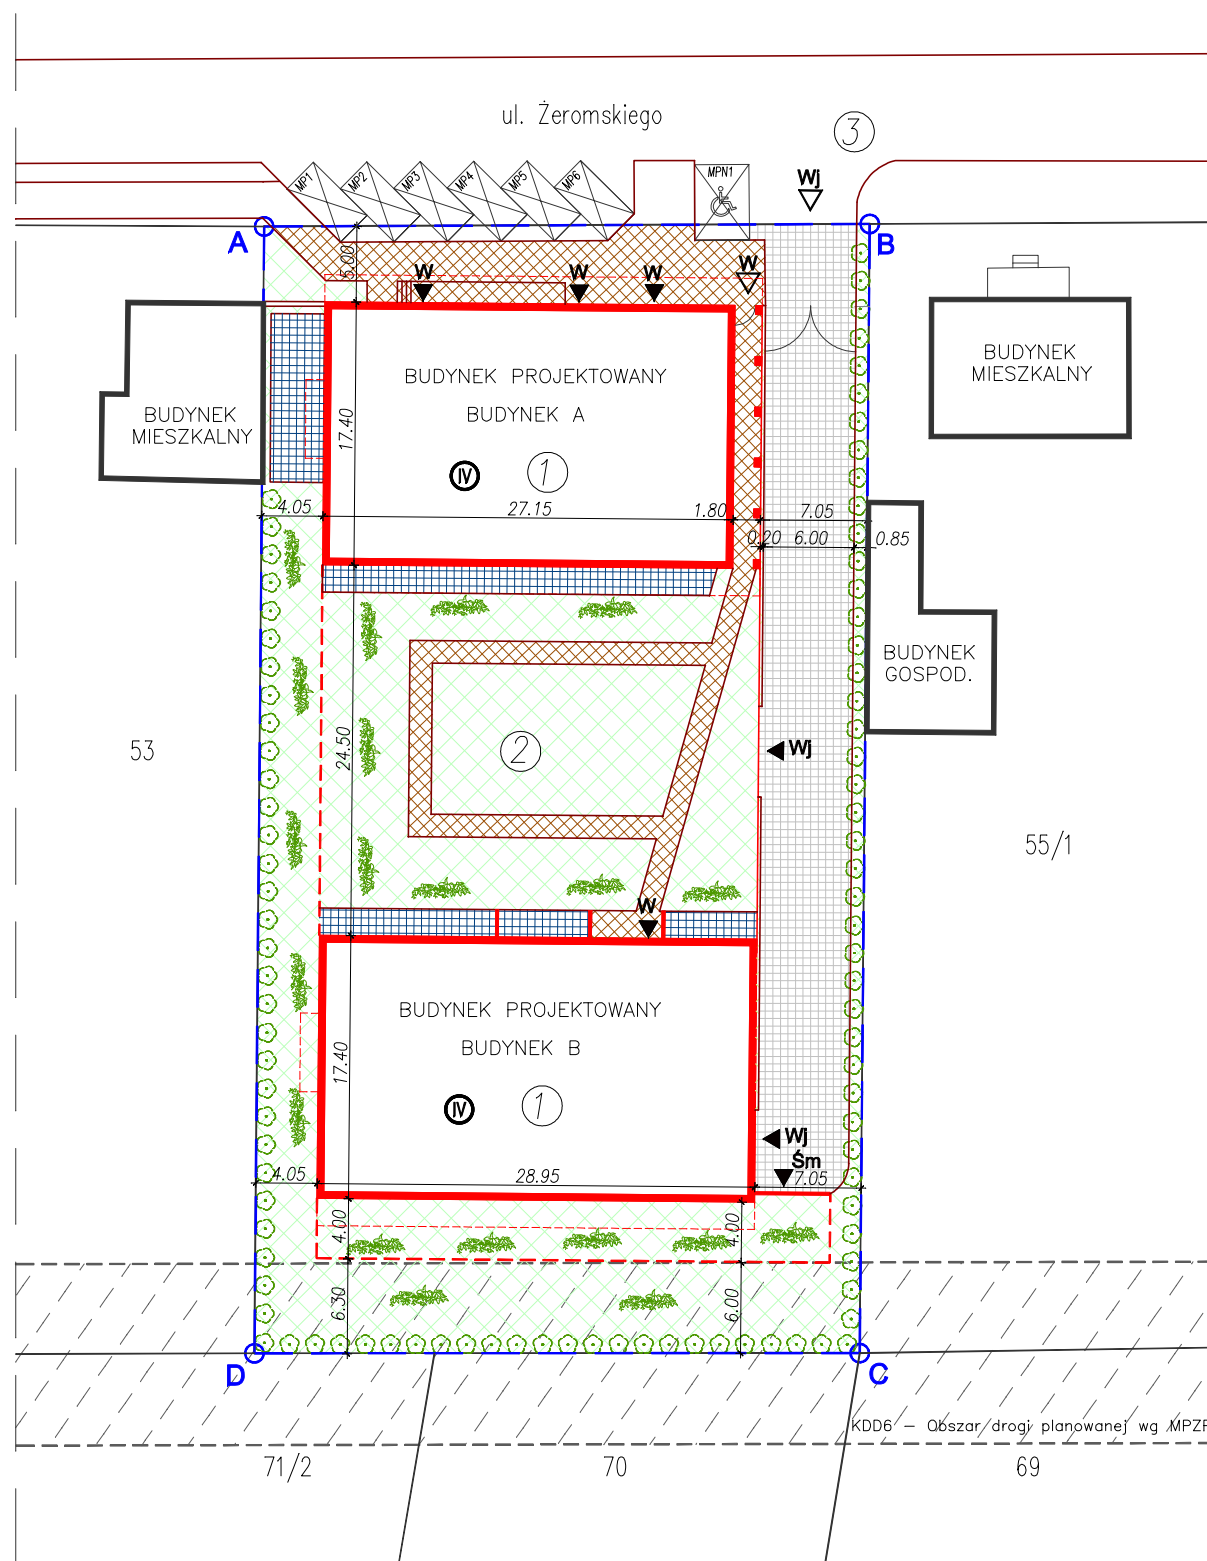 ul. Żeromskiego
3
MP1
MP2
MP3
MP4
MP5
MP6
MPN1
Wj
A
B
5.00
W
W
W
W
BUDYNEK PROJEKTOWANY
BUDYNEK A
IV
1
17.40
BUDYNEK
MIESZKALNY
BUDYNEK
MIESZKALNY
4.05
27.15
1.80
7.05
0.20
6.00
0.85
BUDYNEK
GOSPOD.
53
24.50
2
Wj
55/1
W
BUDYNEK PROJEKTOWANY
BUDYNEK B
IV
1
17.40
Wj
Śm
4.05
28.95
7.05
4.00
4.00
6.30
6.00
D
C
KDD6 – Obszar drogi planowanej wg MPZP
71/2
70
69